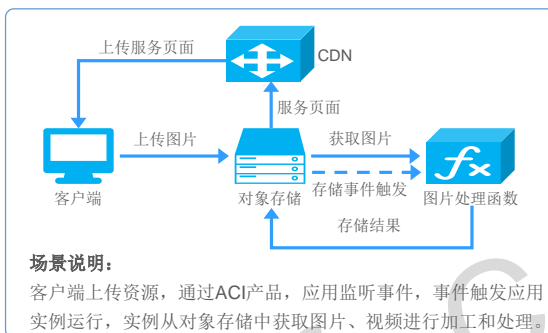 上传服务页面
CDN
服务页面
上传图片
获取图片
客户端
对象存储
存储事件触发
图片处理函数
存储结果
场景说明：
客户端上传资源，通过ACI产品，应用监听事件，事件触发应用
实例运行，实例从对象存储中获取图片、视频进行加工和处理。